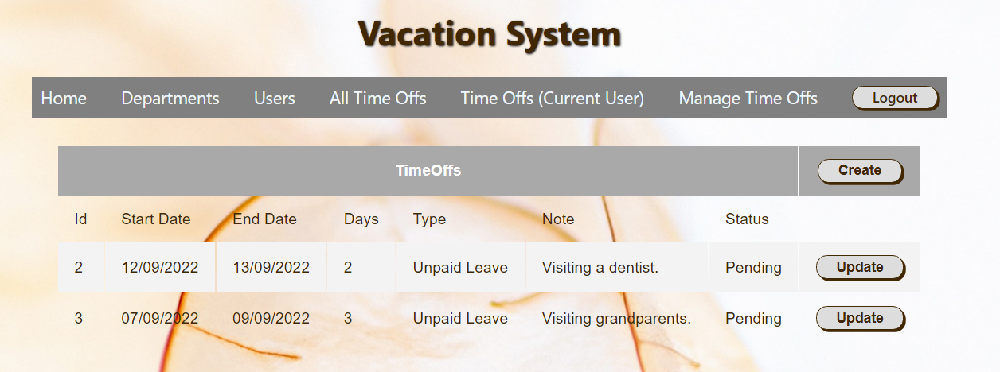 Vacation System
Home Departments Users All Time Offs Time Offs (Current User) Manage Time Offs Logout
TimeOffs Create
Id Start Date End Date Days Type Note Status
2 12/09/2022 13/09/2022 2 Unpaid Leave Visiting a dentist. Pending Update
3 07/09/2022 09/09/2022 3 Unpaid Leave Visiting grandparents. Pending Update